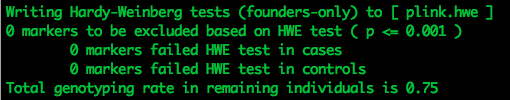 Writing Hardy-Weinberg tests (founders-only) to [ plink.hwe ]
0 markers to be excluded based on HWE test ( p <= 0.001 )
0 markers failed HWE test in cases
0 markers failed HWE test in controls
Total genotyping rate in remaining individuals is 0.75